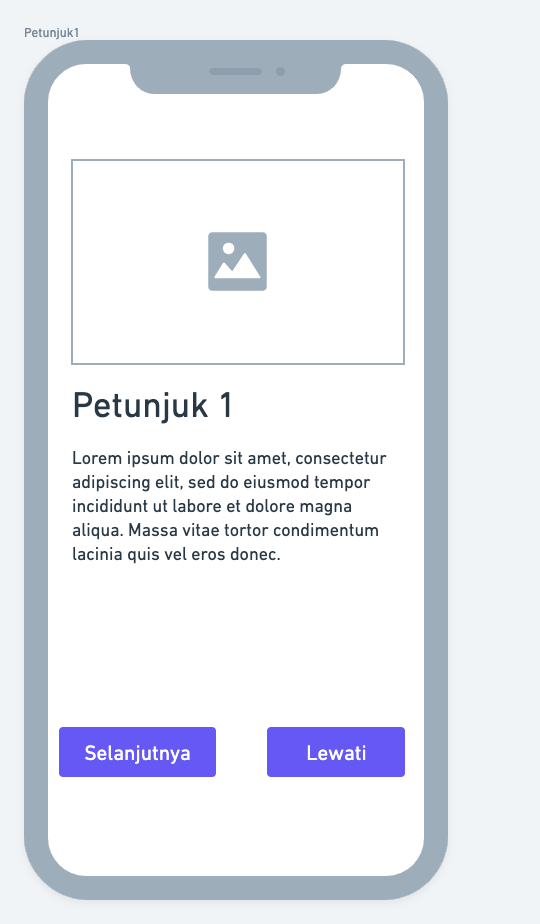 Petunjuk1
Petunjuk 1
Lorem ipsum dolor sit amet, consectetur
adipiscing elit, sed do eiusmod tempor
incididunt ut labore et dolore magna
aliqua. Massa vitae tortor condimentum
lacinia quis vel eros donec.
Selanjutnya
Lewati